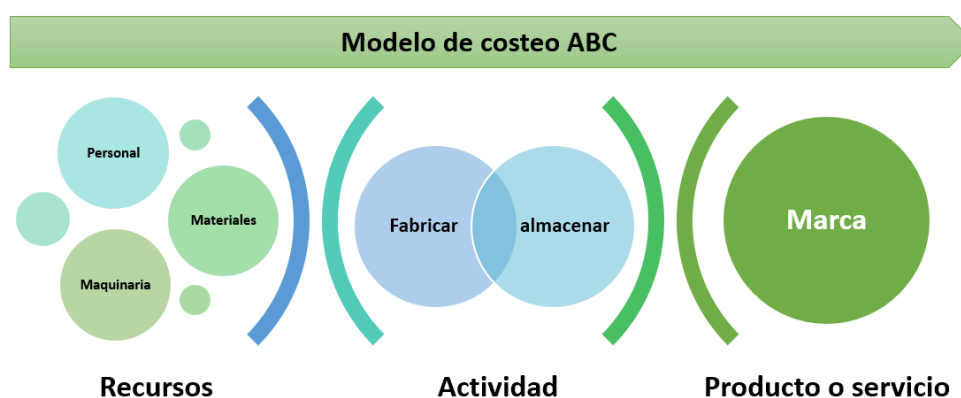 Modelo de costeo ABC
Personal
Materiales
Maquinaria
Fabricar
almacenar
Marca
Recursos
Actividad
Producto o servicio